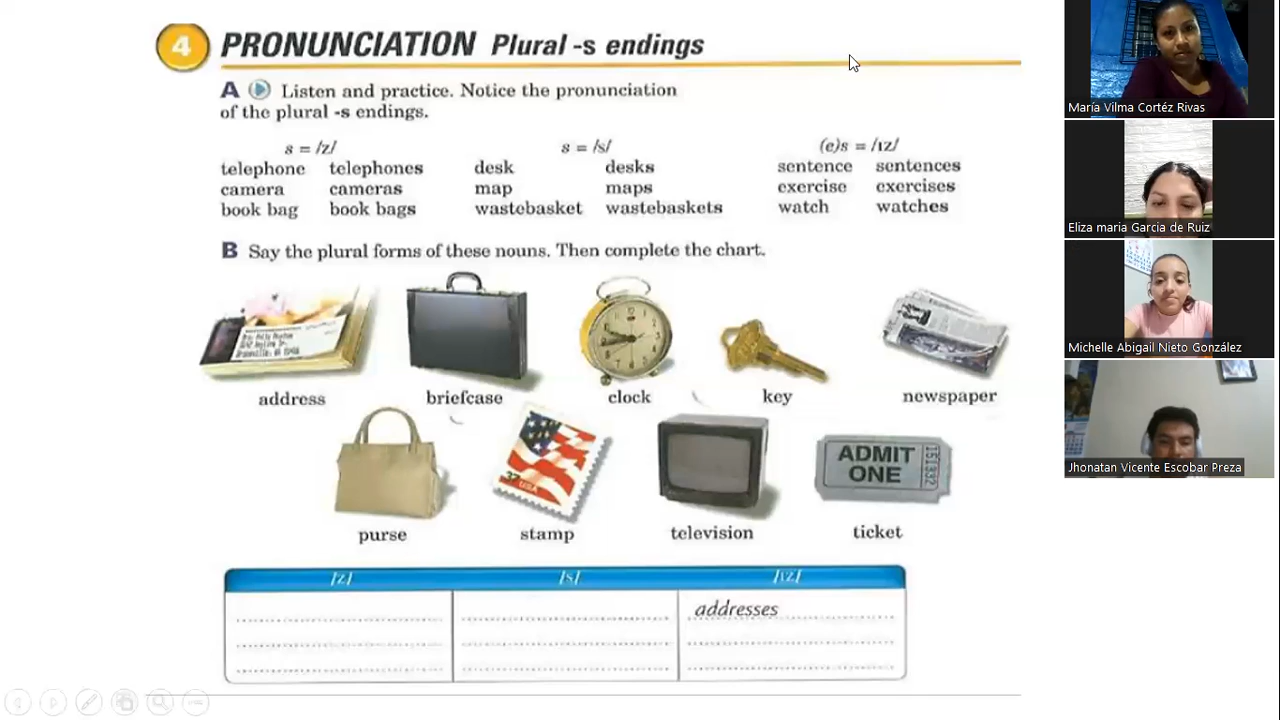 4 PRONUNCIATION Plural -s endings
A Listen and practice. Notice the pronunciation
of the plural -s endings.
s = /z/ s = /s/ (e)s = /ɪz/
telephone telephones desk desks sentence sentences
camera cameras map maps exercise exercises
book bag book bags wastebasket wastebaskets watch watches
B Say the plural forms of these nouns. Then complete the chart.
address briefcase clock key newspaper
37 USA
ADMIT
ONE
151332
purse stamp television ticket
/z/ /s/ /ɪz/
addresses
María Vilma Cortéz Rivas
Eliza maria Garcia de Ruiz
Michelle Abigail Nieto González
Jhonatan Vicente Escobar Preza